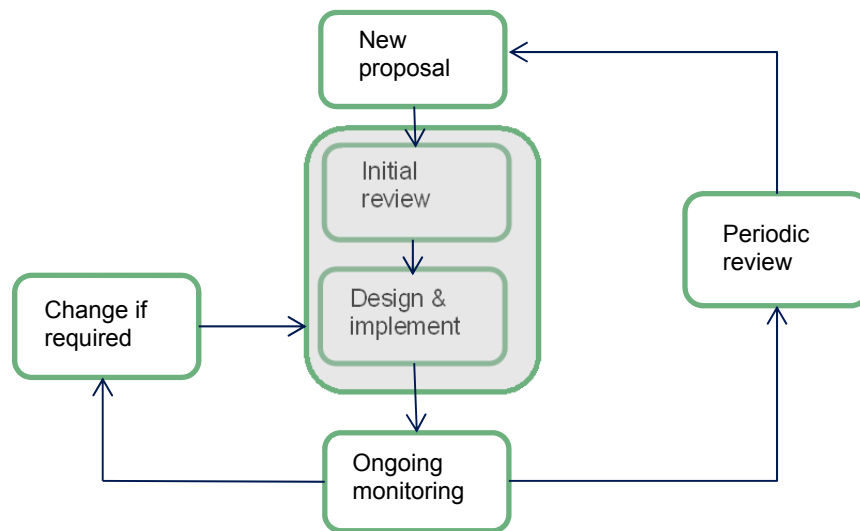 New
proposal
Initial
review
Periodic
review
Design &
implement
Change if
required
Ongoing
monitoring